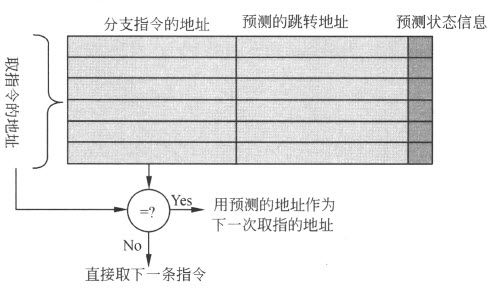 分支指令的地址
预测的跳转地址
预测状态信息
取指令的地址
=?
Yes
用预测的地址作为
下一次取指的地址
No
直接取下一条指令